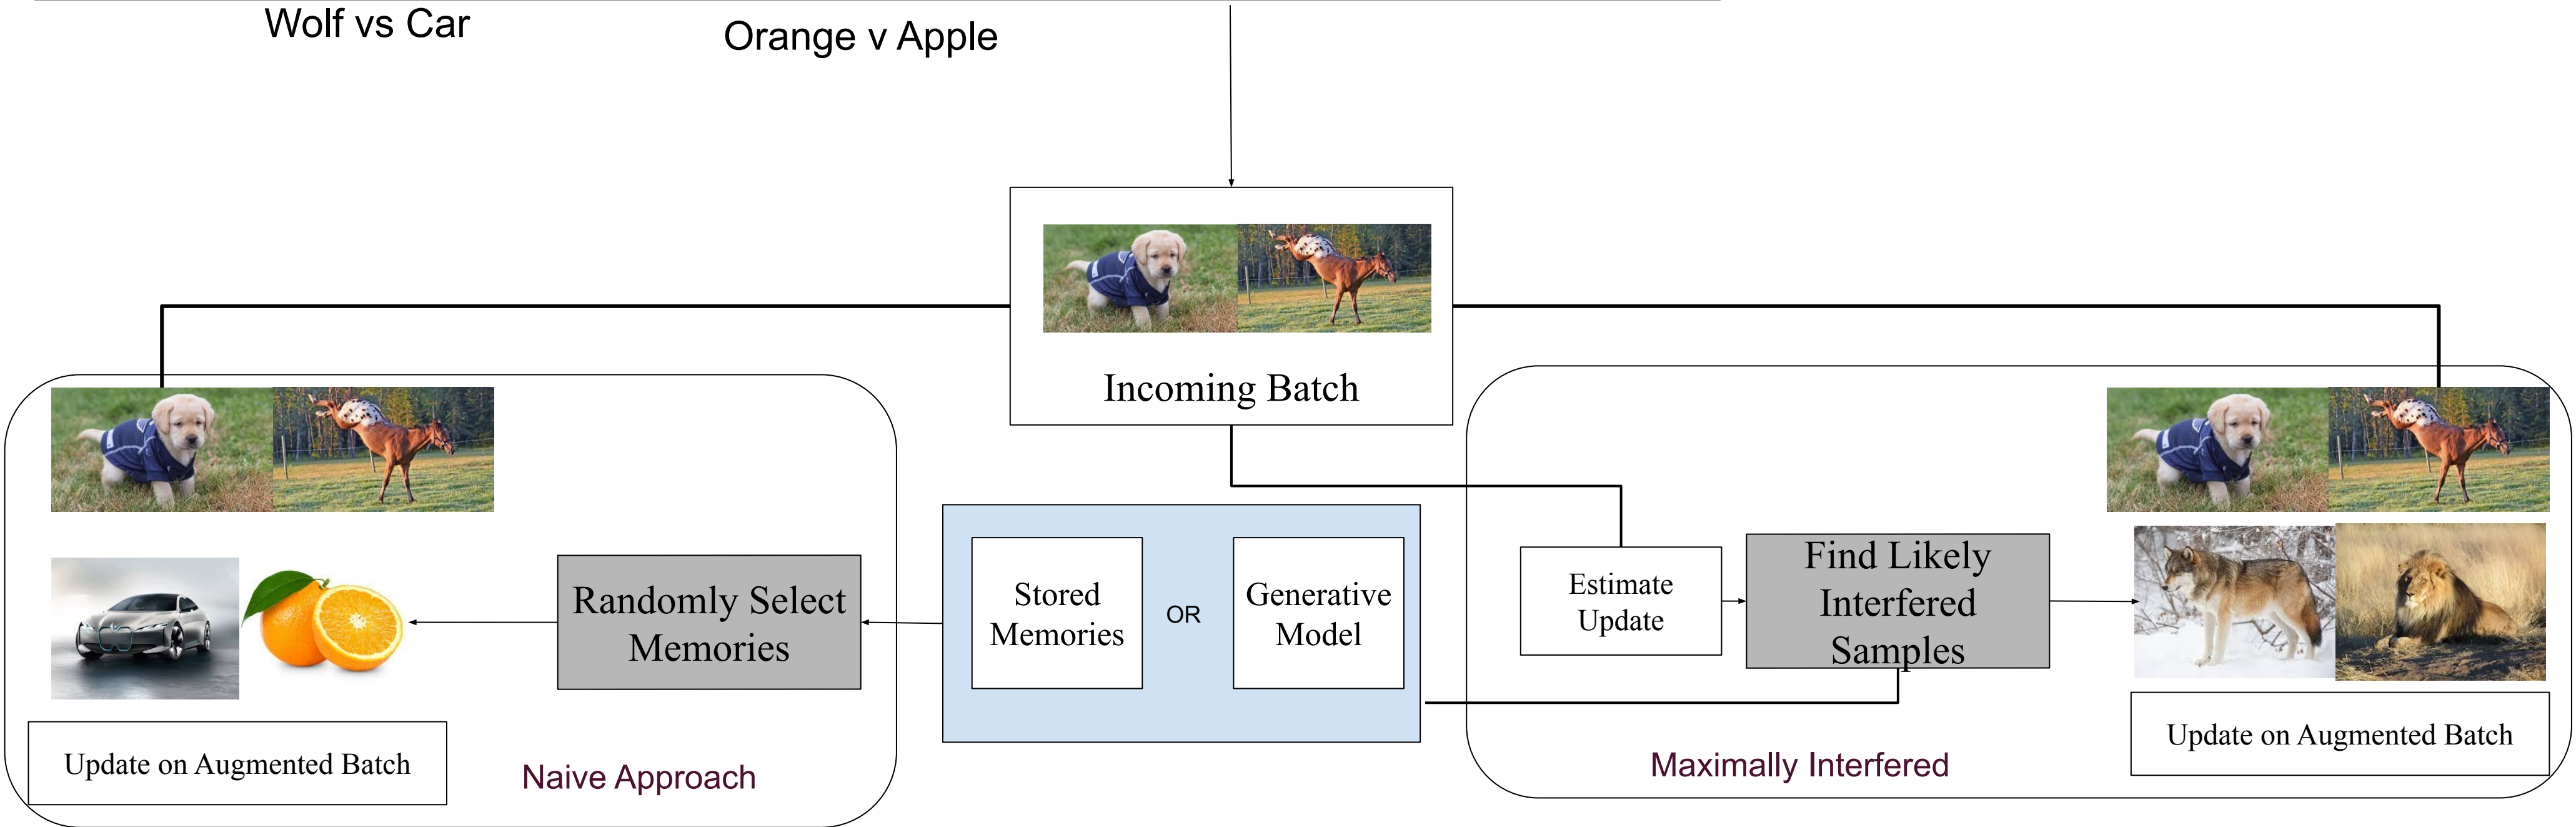 Wolf vs Car
Orange v Apple
Incoming Batch
Randomly Select
Memories
Update on Augmented Batch
Naive Approach
Stored
Memories
OR
Generative
Model
Estimate
Update
Find Likely
Interfered
Samples
Update on Augmented Batch
Maximally Interfered